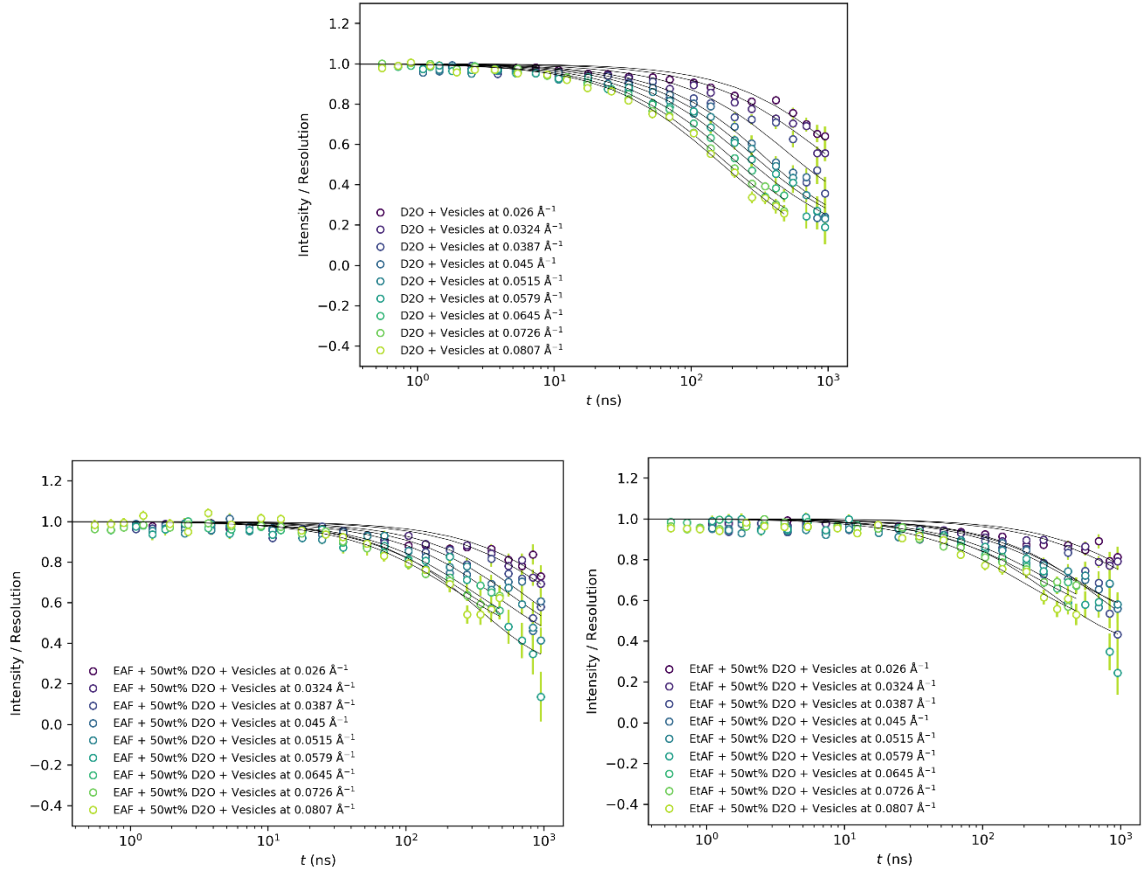 1.2
1.0
0.8
0.6
0.4
0.2
0.0
−0.2
−0.4
Intensity / Resolution
D2O + Vesicles at 0.026 Å⁻¹
D2O + Vesicles at 0.0324 Å⁻¹
D2O + Vesicles at 0.0387 Å⁻¹
D2O + Vesicles at 0.045 Å⁻¹
D2O + Vesicles at 0.0515 Å⁻¹
D2O + Vesicles at 0.0579 Å⁻¹
D2O + Vesicles at 0.0645 Å⁻¹
D2O + Vesicles at 0.0726 Å⁻¹
D2O + Vesicles at 0.0807 Å⁻¹
10⁰ 10¹ 10² 10³
t (ns)
1.2
1.0
0.8
0.6
0.4
0.2
0.0
−0.2
−0.4
Intensity / Resolution
EAF + 50wt% D2O + Vesicles at 0.026 Å⁻¹
EAF + 50wt% D2O + Vesicles at 0.0324 Å⁻¹
EAF + 50wt% D2O + Vesicles at 0.0387 Å⁻¹
EAF + 50wt% D2O + Vesicles at 0.045 Å⁻¹
EAF + 50wt% D2O + Vesicles at 0.0515 Å⁻¹
EAF + 50wt% D2O + Vesicles at 0.0579 Å⁻¹
EAF + 50wt% D2O + Vesicles at 0.0645 Å⁻¹
EAF + 50wt% D2O + Vesicles at 0.0726 Å⁻¹
EAF + 50wt% D2O + Vesicles at 0.0807 Å⁻¹
10⁰ 10¹ 10² 10³
t (ns)
1.2
1.0
0.8
0.6
0.4
0.2
0.0
−0.2
−0.4
Intensity / Resolution
EtAF + 50wt% D2O + Vesicles at 0.026 Å⁻¹
EtAF + 50wt% D2O + Vesicles at 0.0324 Å⁻¹
EtAF + 50wt% D2O + Vesicles at 0.0387 Å⁻¹
EtAF + 50wt% D2O + Vesicles at 0.045 Å⁻¹
EtAF + 50wt% D2O + Vesicles at 0.0515 Å⁻¹
EtAF + 50wt% D2O + Vesicles at 0.0579 Å⁻¹
EtAF + 50wt% D2O + Vesicles at 0.0645 Å⁻¹
EtAF + 50wt% D2O + Vesicles at 0.0726 Å⁻¹
EtAF + 50wt% D2O + Vesicles at 0.0807 Å⁻¹
10⁰ 10¹ 10² 10³
t (ns)